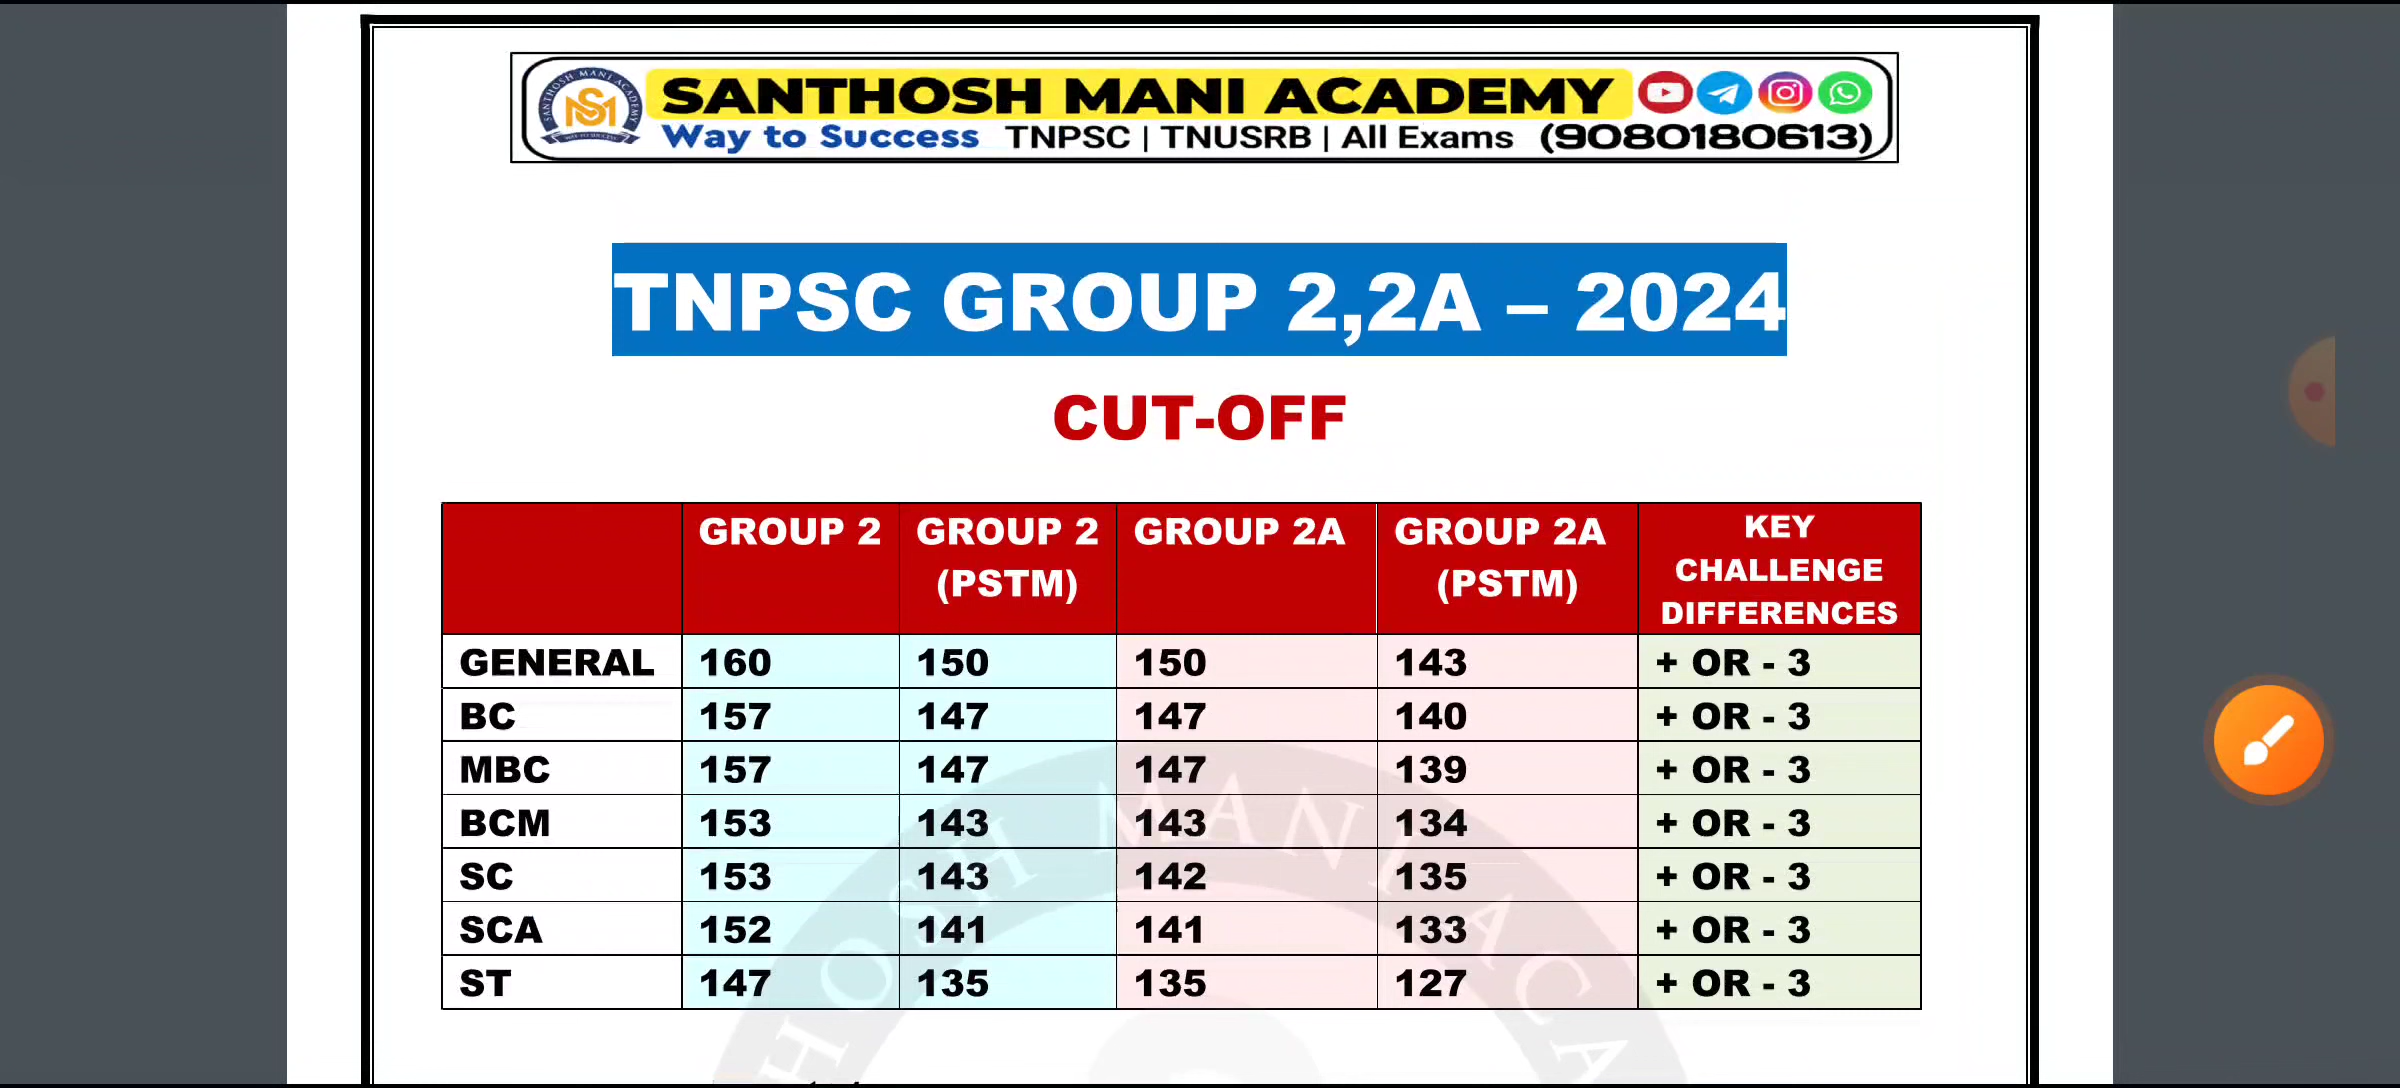 SANTHOSH MANI ACADEMY
Way to Success TNPSC | TNUSRB | All Exams (9080180613)
TNPSC GROUP 2,2A – 2024
CUT-OFF
GROUP 2 GROUP 2 (PSTM) GROUP 2A GROUP 2A (PSTM) KEY CHALLENGE DIFFERENCES
GENERAL 160 150 150 143 + OR - 3
BC 157 147 147 140 + OR - 3
MBC 157 147 147 139 + OR - 3
BCM 153 143 143 134 + OR - 3
SC 153 143 142 135 + OR - 3
SCA 152 141 141 133 + OR - 3
ST 147 135 135 127 + OR - 3